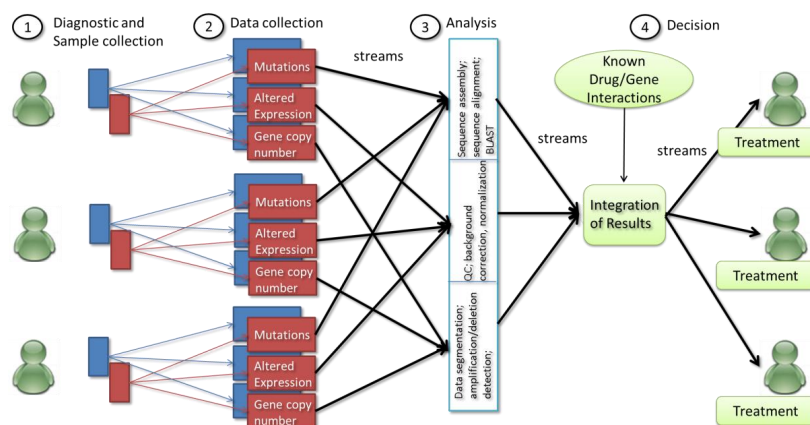 1 Diagnostic and
Sample collection
2 Data collection
3 Analysis
4 Decision
streams
Mutations
Altered
Expression
Gene copy
number
Mutations
Altered
Expression
Gene copy
number
Mutations
Altered
Expression
Gene copy
number
Sequence assembly;
sequence alignment;
BLAST
QC; background
correction, normalization
Data segmentation;
amplification/deletion
detection;
streams
Known
Drug/Gene
Interactions
Integration
of Results
streams
Treatment
Treatment
Treatment